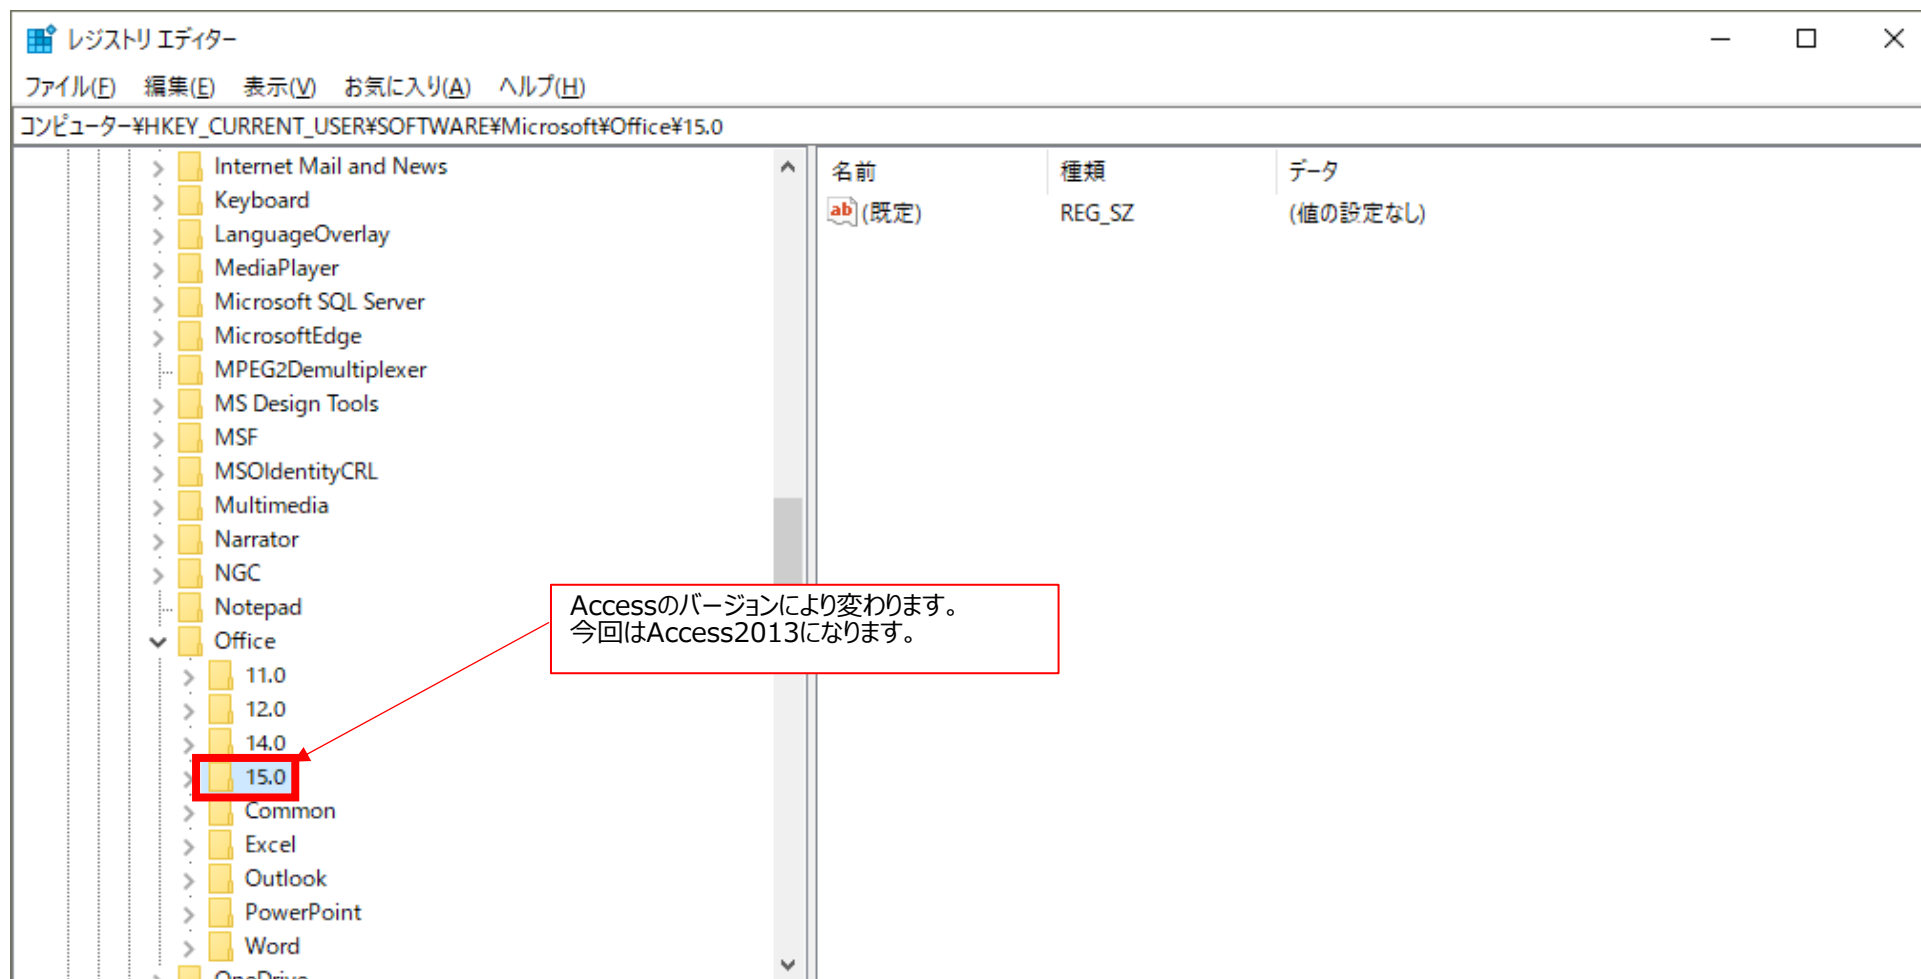 レジストリ エディター
ファイル(F) 編集(E) 表示(V) お気に入り(A) ヘルプ(H)
コンピューター¥HKEY_CURRENT_USER¥SOFTWARE¥Microsoft¥Office¥15.0
Internet Mail and News
Keyboard
LanguageOverlay
MediaPlayer
Microsoft SQL Server
MicrosoftEdge
MPEG2Demultiplexer
MS Design Tools
MSF
MSOIdentityCRL
Multimedia
Narrator
NGC
Notepad
Office
11.0
12.0
14.0
15.0
Common
Excel
Outlook
PowerPoint
Word
OneDrive
名前 種類 データ
ab (既定) REG_SZ (値の設定なし)
Accessのバージョンにより変わります。
今回はAccess2013になります。